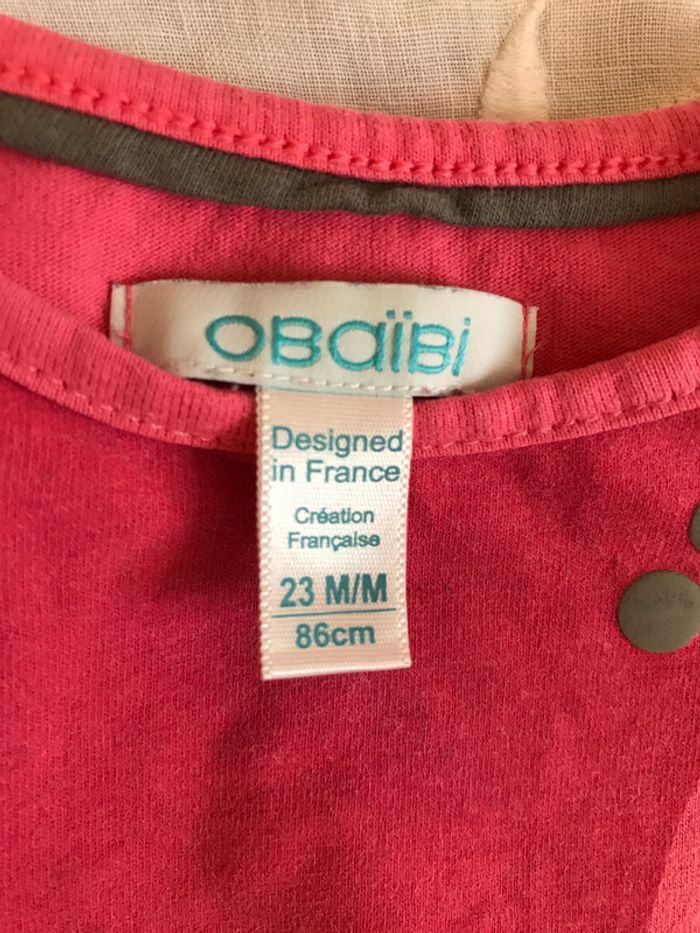 OBaïBi
Designed
in France
Création
Française
23 M/M
86cm